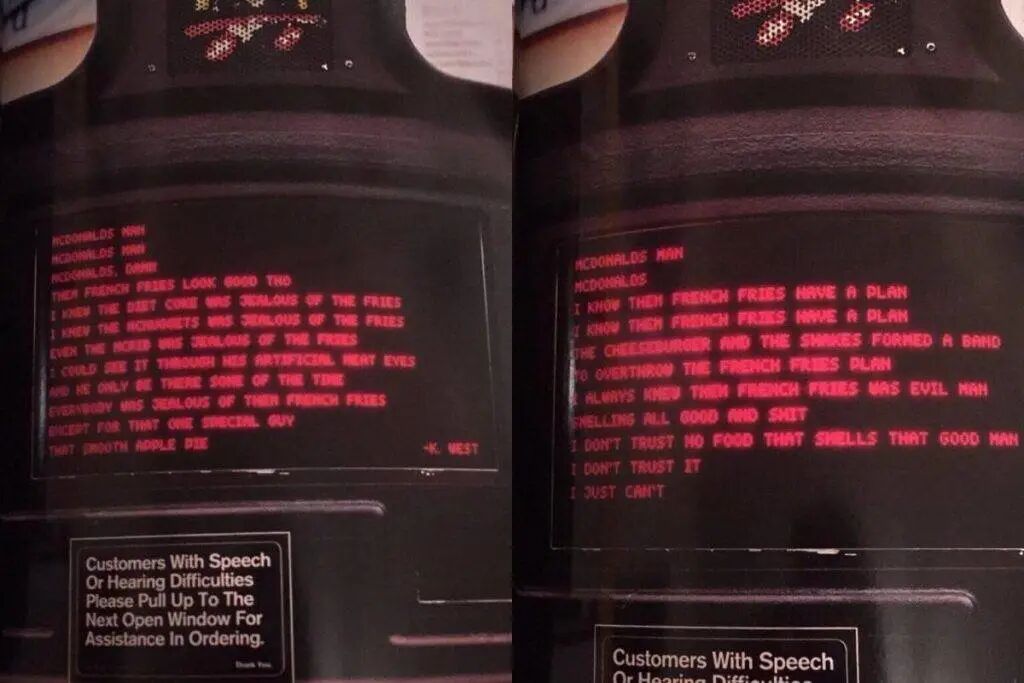 MCDONALDS MAN
MCDONALDS MAN
MCDONALDS, DAMN
THEM FRENCH FRIES LOOK GOOD THO
I KNEW THE DIET COKE WAS JEALOUS OF THE FRIES
I KNEW THE MCNUGGETS WAS JEALOUS OF THE FRIES
EVEN THE MCRIB WAS JEALOUS OF THE FRIES
I COULD SEE IT THROUGH HIS ARTIFICIAL MEAT EYES
AND HE ONLY BE THERE SOME OF THE TIME
EVERYBODY WAS JEALOUS OF THEM FRENCH FRIES
EXCEPT FOR THAT ONE SPECIAL GUY
THAT SMOOTH APPLE PIE
-K. WEST
Customers With Speech
Or Hearing Difficulties
Please Pull Up To The
Next Open Window For
Assistance In Ordering.
Thank You.
MCDONALDS MAN
MCDONALDS
I KNOW THEM FRENCH FRIES HAVE A PLAN
I KNOW THEM FRENCH FRIES HAVE A PLAN
THE CHEESEBURGER AND THE SHAKES FORMED A BAND
TO OVERTHROW THE FRENCH FRIES PLAN
I ALWAYS KNEW THEM FRENCH FRIES WAS EVIL MAN
SMELLING ALL GOOD AND SHIT
I DON'T TRUST NO FOOD THAT SMELLS THAT GOOD MAN
I DON'T TRUST IT
I JUST CAN'T
Customers With Speech
Or Hearing Difficulties